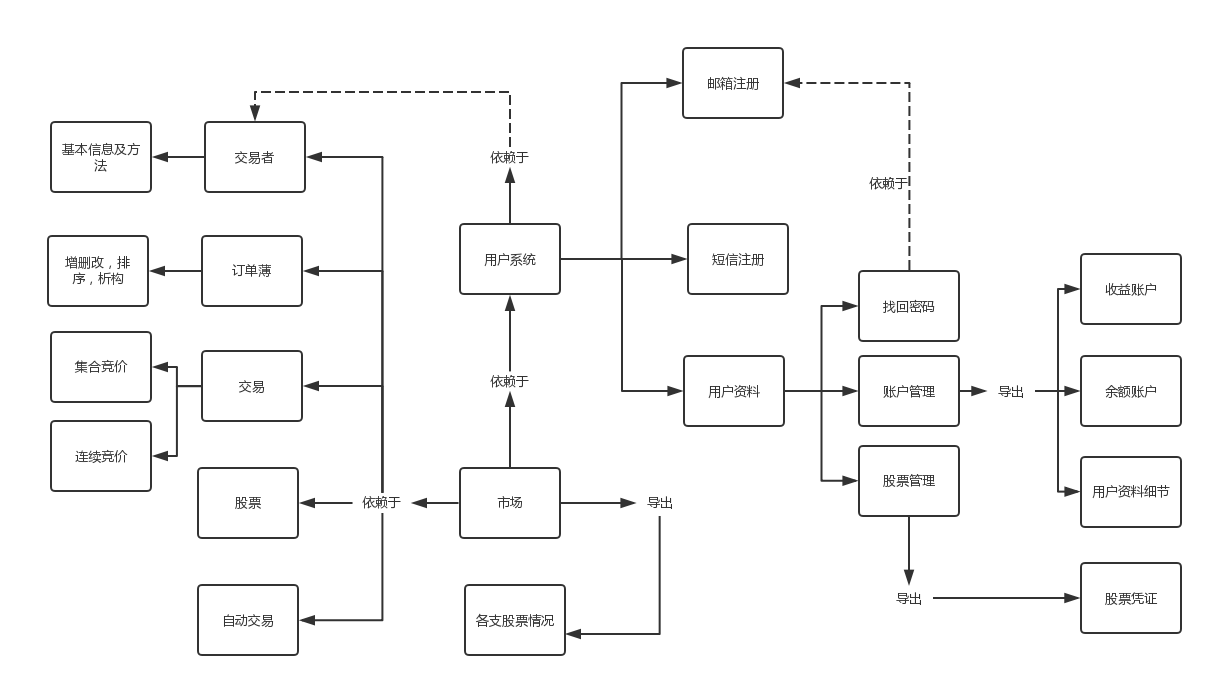 邮箱注册
基本信息及方
法
交易者
依赖于
依赖于
增删改，排
序，析构
订单薄
用户系统
短信注册
找回密码
收益账户
集合竞价
交易
依赖于
用户资料
账户管理
导出
余额账户
连续竞价
股票
依赖于
市场
导出
股票管理
用户资料细节
自动交易
各支股票情况
导出
股票凭证